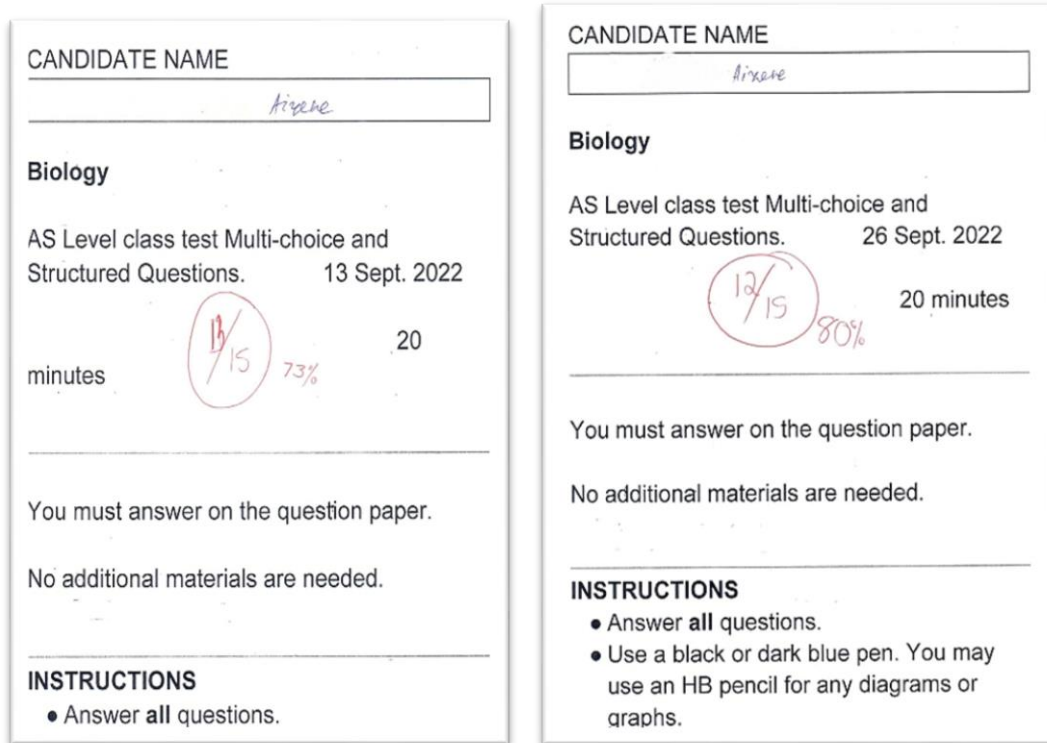 CANDIDATE NAME
Biology
AS Level class test Multi-choice and
Structured Questions. 13 Sept. 2022
/15
73%
20
minutes
You must answer on the question paper.
No additional materials are needed.
INSTRUCTIONS
• Answer all questions.
CANDIDATE NAME
Biology
AS Level class test Multi-choice and
Structured Questions. 26 Sept. 2022
12/15
80%
20 minutes
You must answer on the question paper.
No additional materials are needed.
INSTRUCTIONS
• Answer all questions.
• Use a black or dark blue pen. You may
use an HB pencil for any diagrams or
graphs.